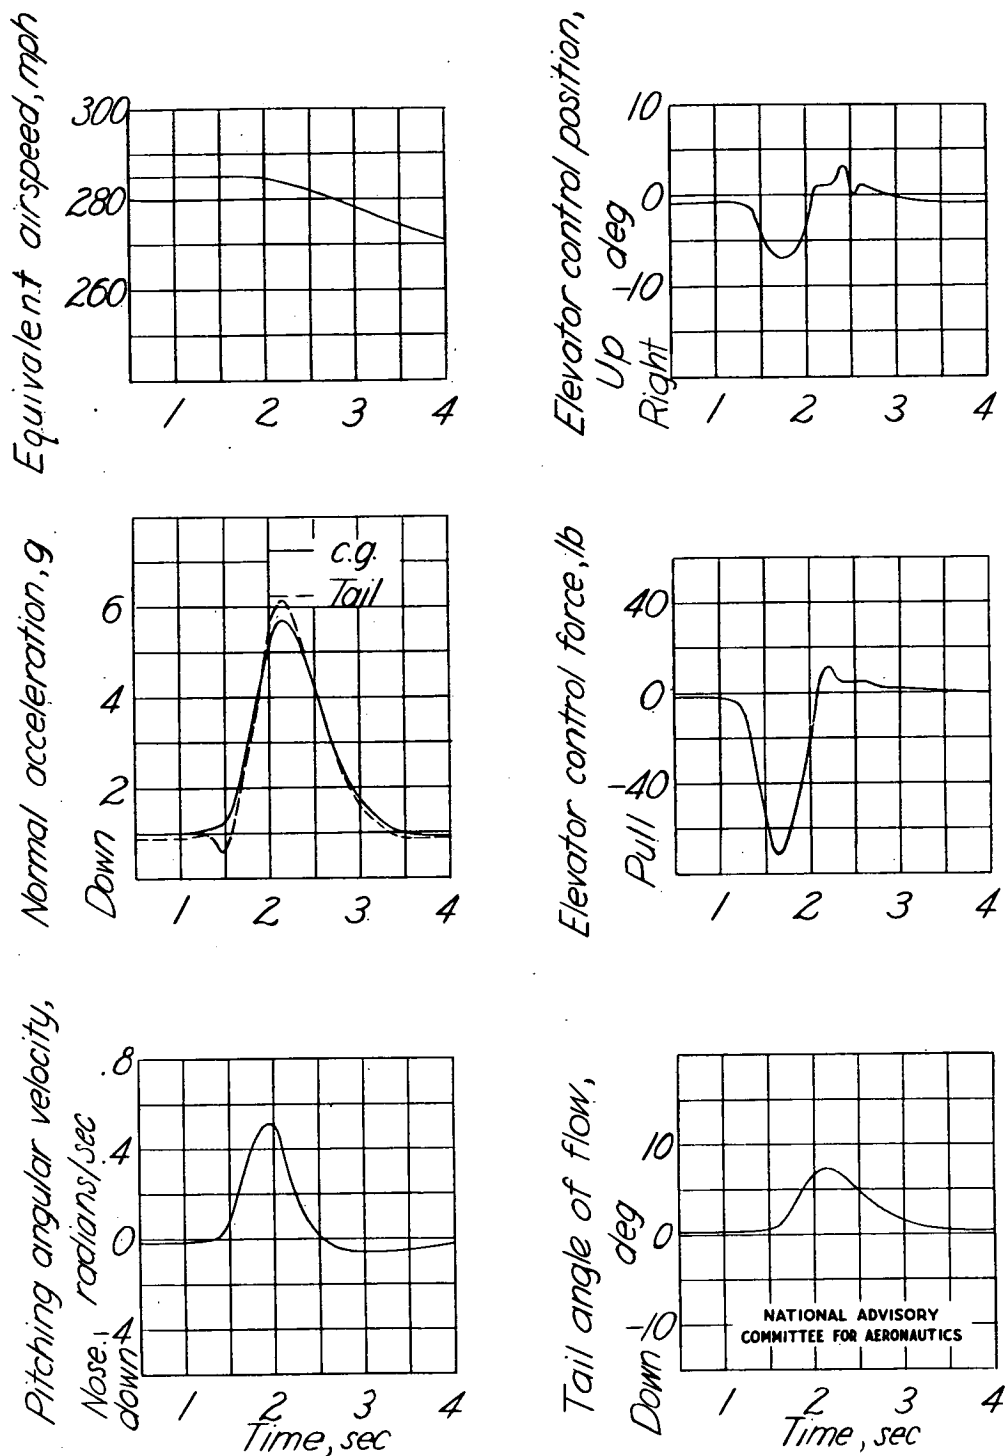 Equivalent airspeed, mph
300
280
260
1 2 3 4
Elevator control position,
deg
Up
Right
10
0
-10
1 2 3 4
Normal acceleration, g
Down
6
4
2
c.g.
Tail
1 2 3 4
Elevator control force, lb
Pull
40
0
-40
1 2 3 4
Pitching angular velocity,
radians/sec
Nose
down
.8
.4
0
4
1 2 3 4
Time, sec
Tail angle of flow,
deg
Down
10
0
-10
NATIONAL ADVISORY
COMMITTEE FOR AERONAUTICS
1 2 3 4
Time, sec